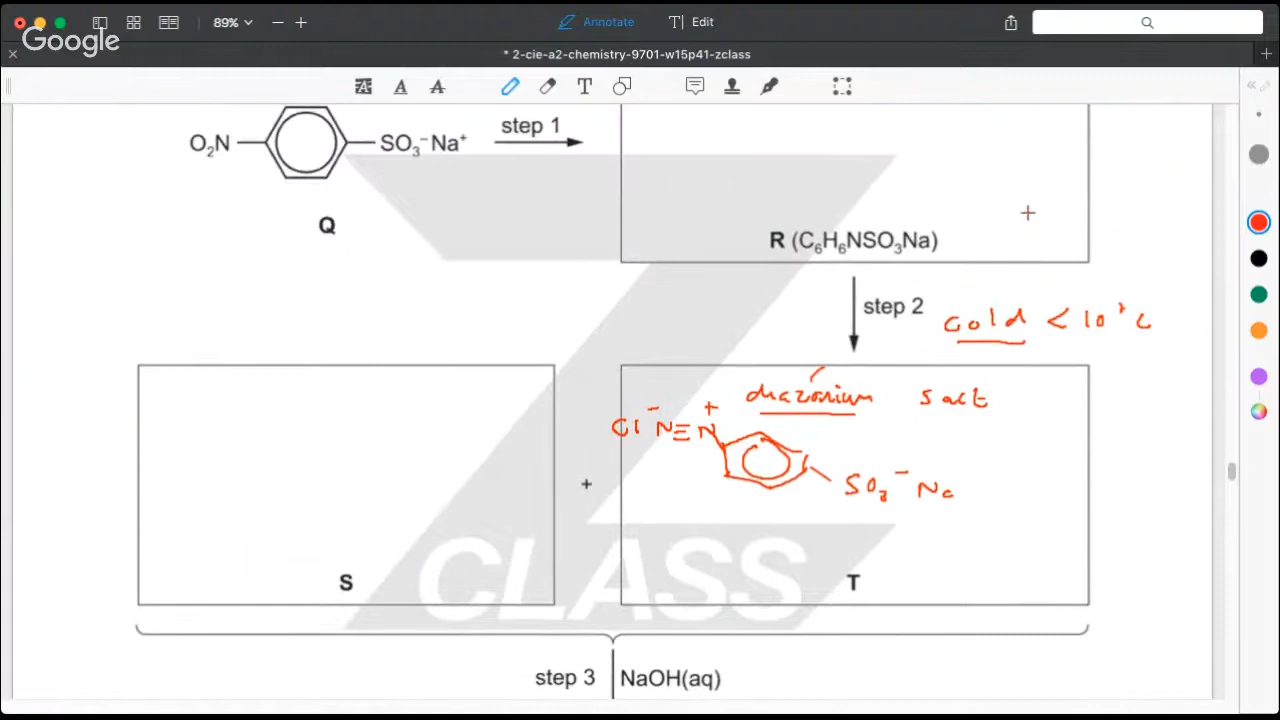 89%
Annotate
T Edit
Google
* 2-cie-a2-chemistry-9701-w15p41-zclass
O₂N
SO₃⁻Na⁺
step 1
Q
R (C₆H₆NSO₃Na)
step 2
cold < 10°C
diazonium salt
Cl⁻ N≡N⁺
SO₃⁻ Na
+
CLASS
S
T
step 3
NaOH(aq)